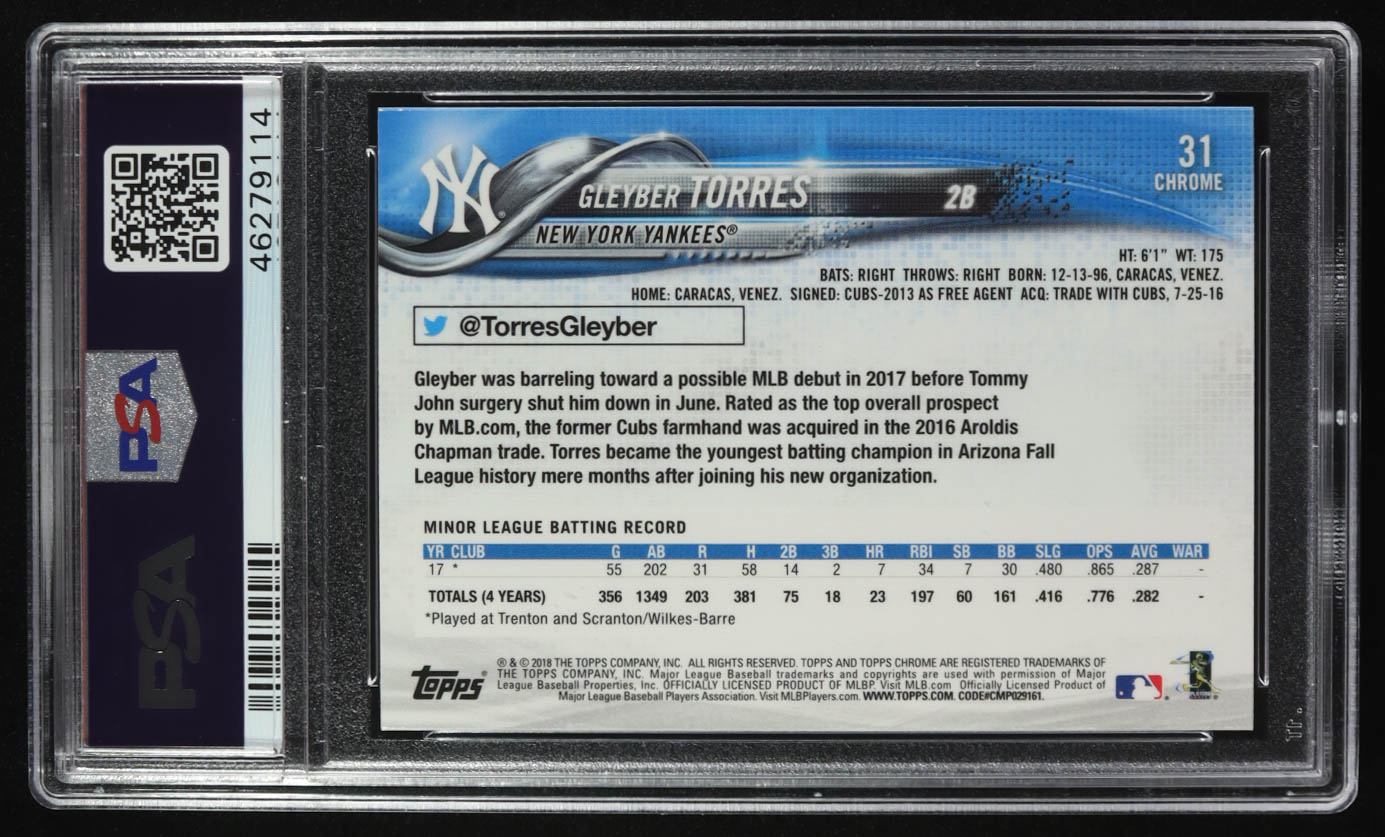 46279114
PSA
PSA
NY
31
CHROME
GLEYBER TORRES 2B
NEW YORK YANKEES®
HT: 6'1" WT: 175
BATS: RIGHT THROWS: RIGHT BORN: 12-13-96, CARACAS, VENEZ.
HOME: CARACAS, VENEZ. SIGNED: CUBS-2013 AS FREE AGENT ACQ: TRADE WITH CUBS, 7-25-16
@TorresGleyber
Gleyber was barreling toward a possible MLB debut in 2017 before Tommy
John surgery shut him down in June. Rated as the top overall prospect
by MLB.com, the former Cubs farmhand was acquired in the 2016 Aroldis
Chapman trade. Torres became the youngest batting champion in Arizona Fall
League history mere months after joining his new organization.
MINOR LEAGUE BATTING RECORD
YR CLUB G AB R H 2B 3B HR RBI SB BB SLG OPS AVG WAR
17 * 55 202 31 58 14 2 7 34 7 30 .480 .865 .287 -
TOTALS (4 YEARS) 356 1349 203 381 75 18 23 197 60 161 .416 .776 .282 -
*Played at Trenton and Scranton/Wilkes-Barre
Topps®
® & © 2018 THE TOPPS COMPANY, INC. ALL RIGHTS RESERVED. TOPPS AND TOPPS CHROME ARE REGISTERED TRADEMARKS OF
THE TOPPS COMPANY, INC. Major League Baseball trademarks and copyrights are used with permission of Major
League Baseball Properties, Inc. OFFICIALLY LICENSED PRODUCT OF MLBP. Visit MLB.com Officially Licensed Product of
Major League Baseball Players Association. Visit MLBPlayers.com. WWW.TOPPS.COM. CODE#CMP029161.